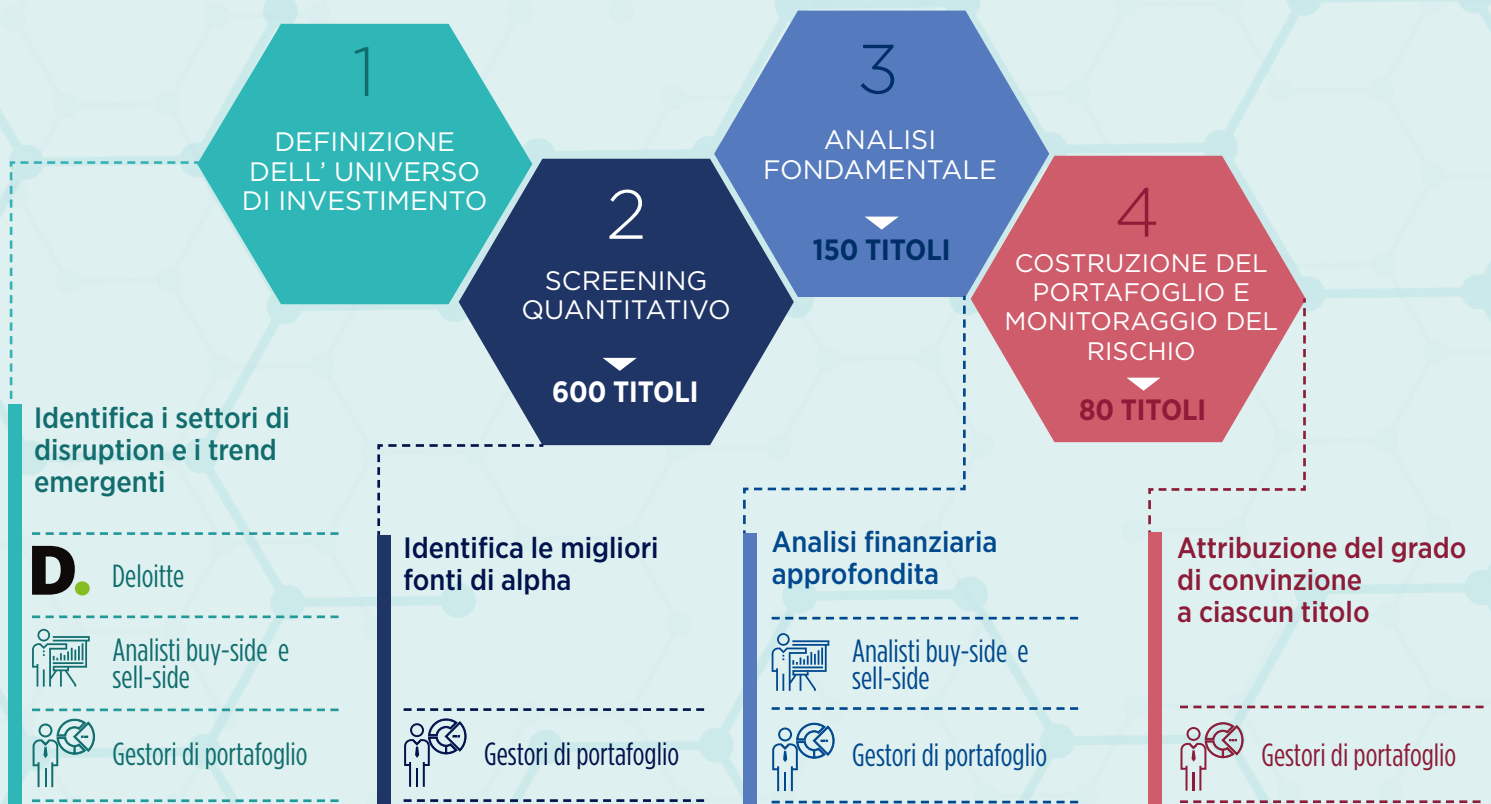 1
DEFINIZIONE
DELL’ UNIVERSO
DI INVESTIMENTO
2
SCREENING
QUANTITATIVO
600 TITOLI
3
ANALISI
FONDAMENTALE
150 TITOLI
4
COSTRUZIONE DEL
PORTAFOGLIO E
MONITORAGGIO DEL
RISCHIO
80 TITOLI
Identifica i settori di
disruption e i trend
emergenti
D.
Deloitte
Analisti buy-side e
sell-side
Gestori di portafoglio
Identifica le migliori
fonti di alpha
Gestori di portafoglio
Analisi finanziaria
approfondita
Analisti buy-side e
sell-side
Gestori di portafoglio
Attribuzione del grado
di convinzione
a ciascun titolo
Gestori di portafoglio